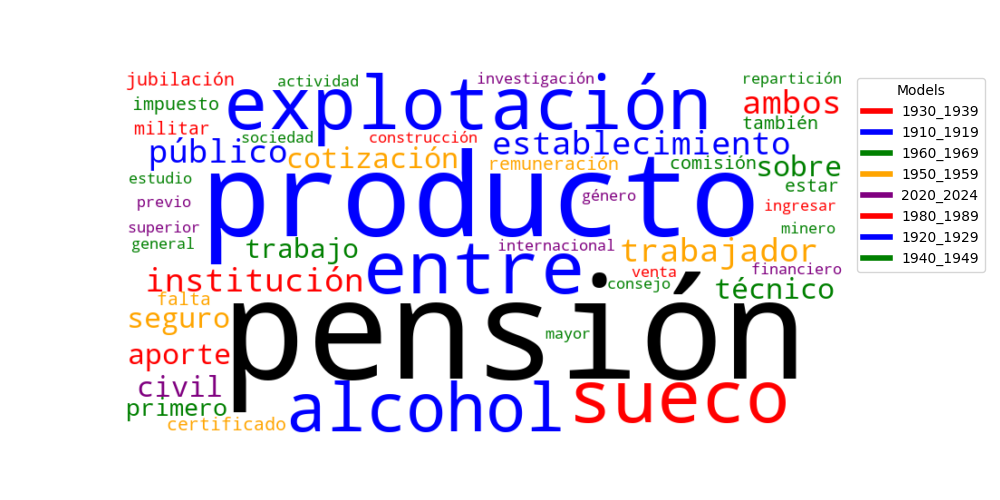 jubilación
actividad
explotación
investigación
repartición
impuesto
ambos
militar
sociedad
construcción
también
público
cotización
establecimiento
remuneración
comisión
sobre
estudio
producto
género
estar
previo
ingresar
superior
minero
general
trabajo
entre
internacional
trabajador
institución
venta
financiero
falta
consejo
técnico
seguro
pensión
mayor
aporte
civil
alcohol
sueco
primero
certificado
Models
1930_1939
1910_1919
1960_1969
1950_1959
2020_2024
1980_1989
1920_1929
1940_1949